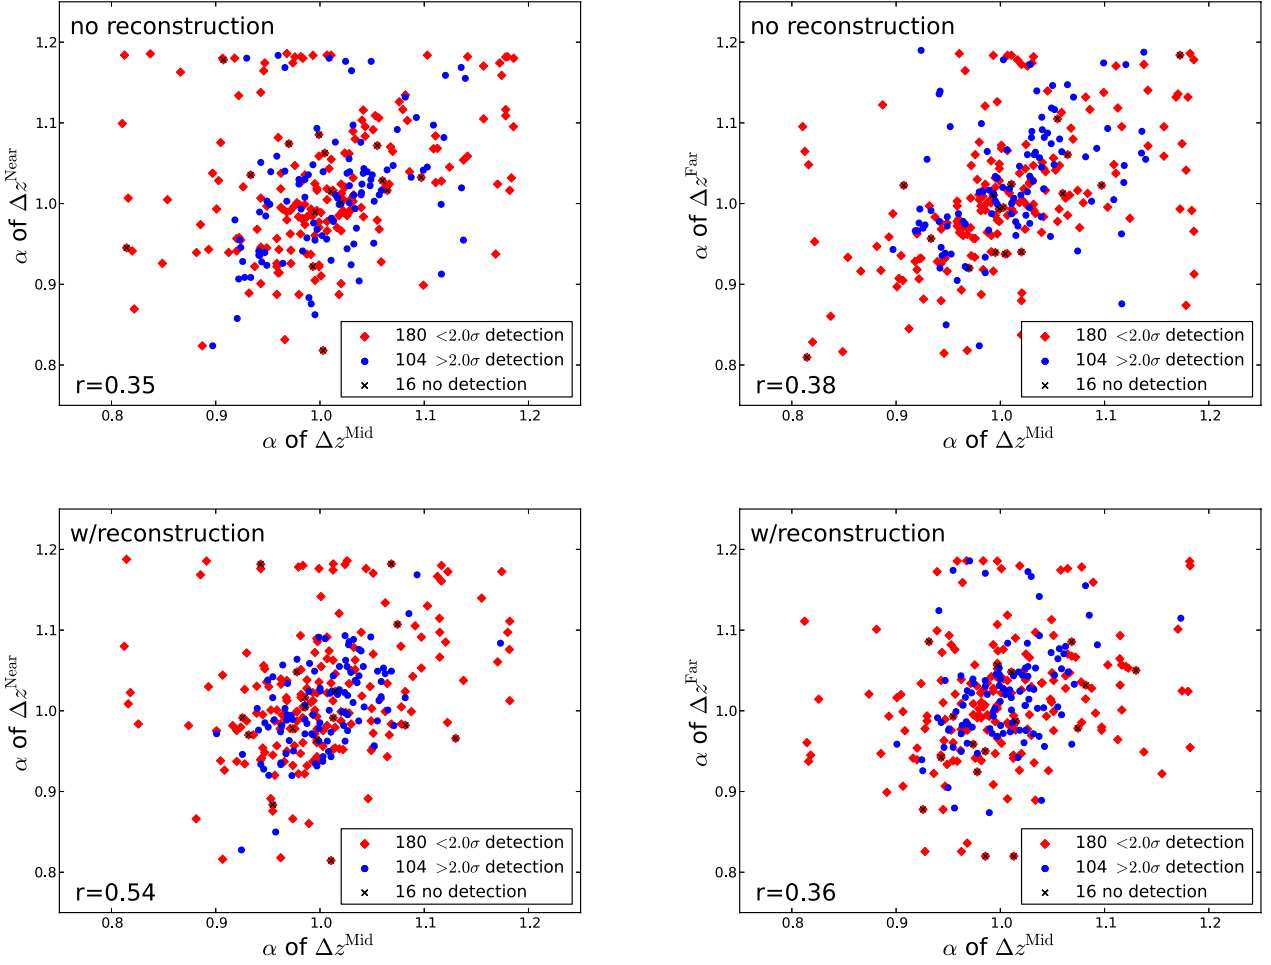 no reconstruction
1.2
1.1
1.0
0.9
0.8
α of Δz^Near
180 <2.0σ detection
104 >2.0σ detection
16 no detection
r=0.35
0.8 0.9 1.0 1.1 1.2
α of Δz^Mid
no reconstruction
1.2
1.1
1.0
0.9
0.8
α of Δz^Far
180 <2.0σ detection
104 >2.0σ detection
16 no detection
r=0.38
0.8 0.9 1.0 1.1 1.2
α of Δz^Mid
w/reconstruction
1.2
1.1
1.0
0.9
0.8
α of Δz^Near
180 <2.0σ detection
104 >2.0σ detection
16 no detection
r=0.54
0.8 0.9 1.0 1.1 1.2
α of Δz^Mid
w/reconstruction
1.2
1.1
1.0
0.9
0.8
α of Δz^Far
180 <2.0σ detection
104 >2.0σ detection
16 no detection
r=0.36
0.8 0.9 1.0 1.1 1.2
α of Δz^Mid